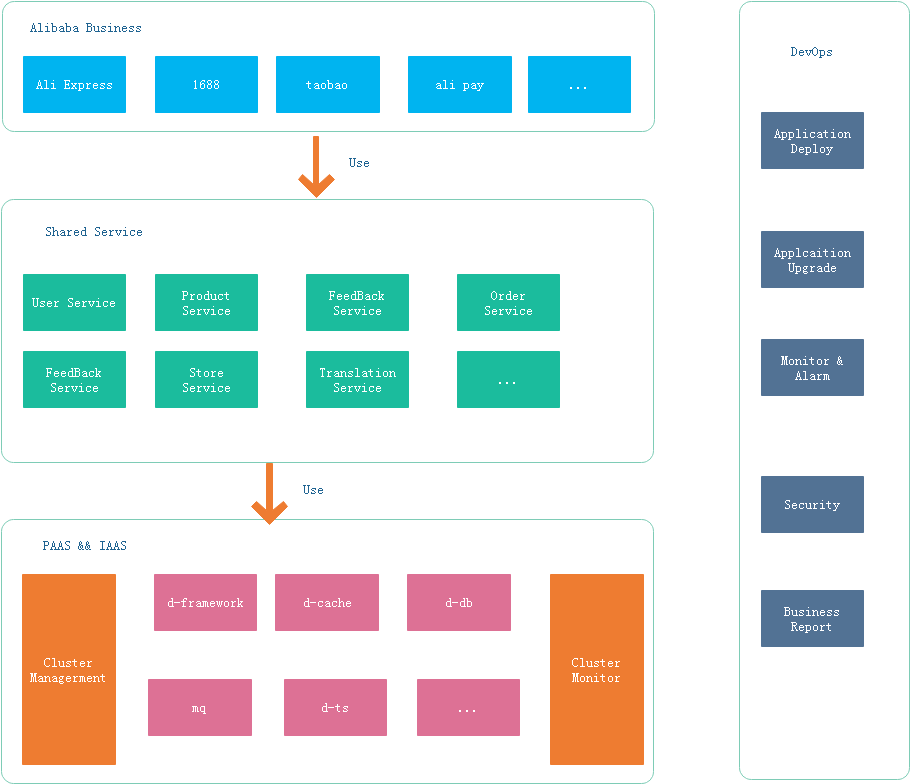 Alibaba Business
Ali Express
1688
taobao
ali pay
...
Use
Shared Service
User Service
Product
Service
FeedBack
Service
Order
Service
FeedBack
Service
Store
Service
Translation
Service
...
Use
PAAS && IAAS
Cluster
Managerment
d-framework
d-cache
d-db
mq
d-ts
...
Cluster
Monitor
DevOps
Application
Deploy
Applcaition
Upgrade
Monitor &
Alarm
Security
Business
Report